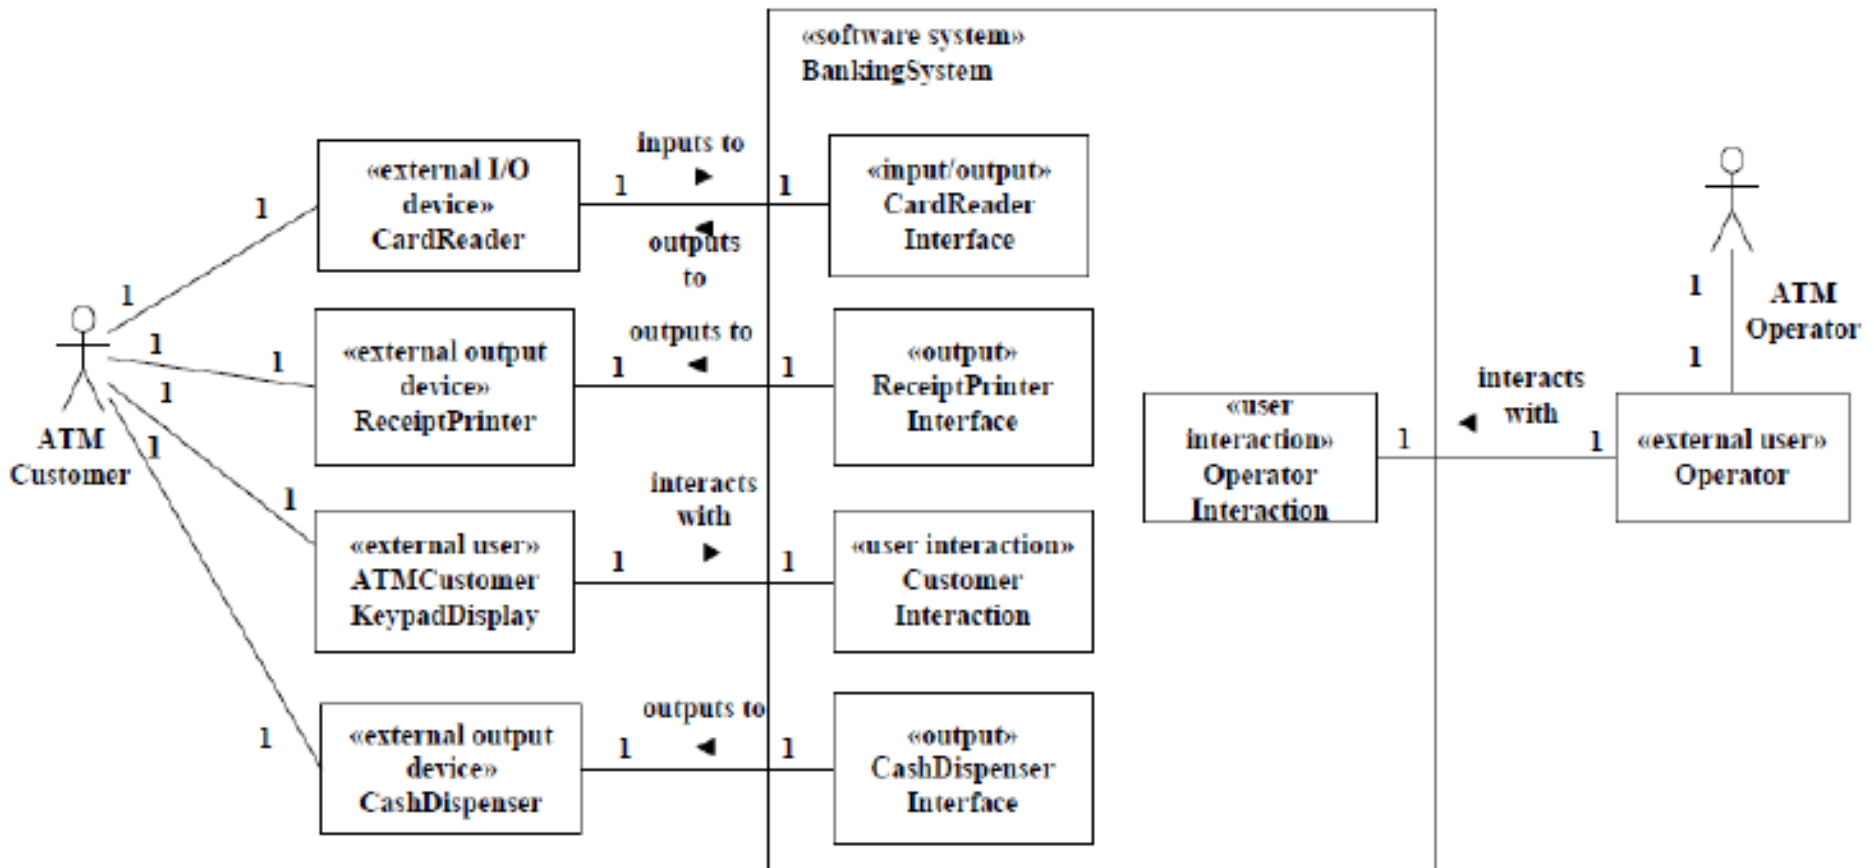 «software system»
BankingSystem
inputs to
1
1
outputs
to
«external I/O
device»
CardReader
«input/output»
CardReader
Interface
1
1
ATM
Customer
1
1
«external output
device»
ReceiptPrinter
outputs to
1
1
«output»
ReceiptPrinter
Interface
1
1
«external user»
ATMCustomer
KeypadDisplay
interacts
with
1
1
«user interaction»
Customer
Interaction
1
1
«external output
device»
CashDispenser
outputs to
1
1
«output»
CashDispenser
Interface
«user
interaction»
Operator
Interaction
interacts
with
1
1
«external user»
Operator
1
1
ATM
Operator